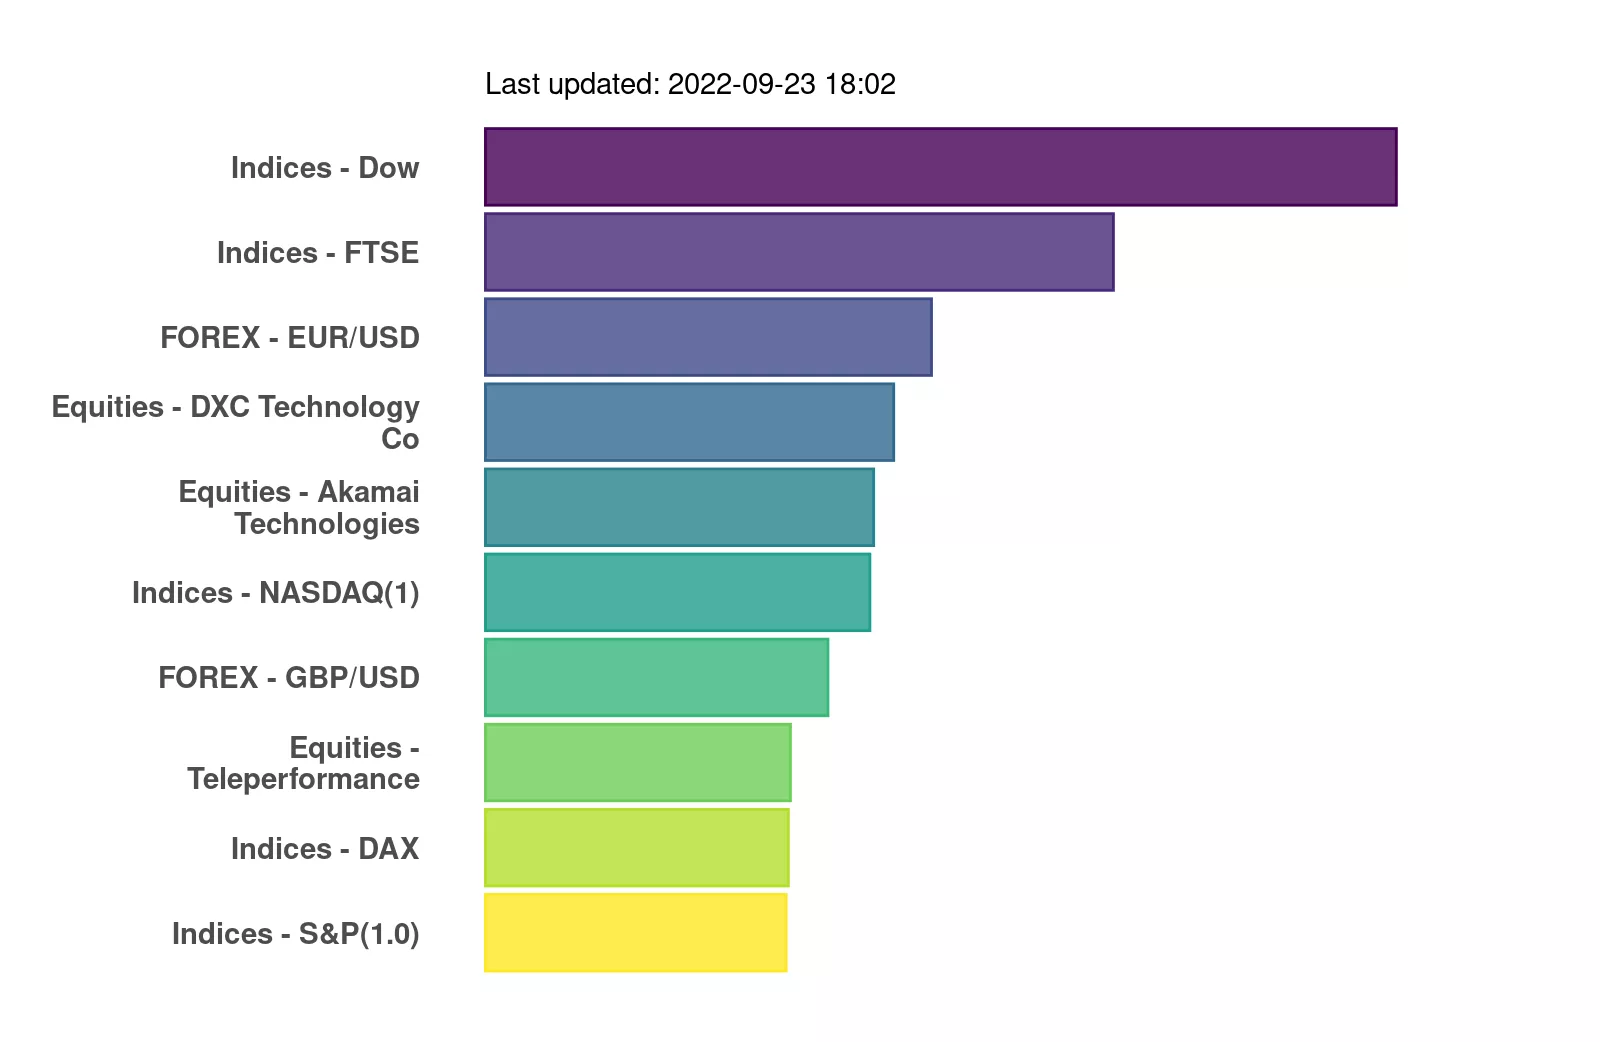 Last updated: 2022-09-23 18:02
Indices - Dow
Indices - FTSE
FOREX - EUR/USD
Equities - DXC Technology
Co
Equities - Akamai
Technologies
Indices - NASDAQ(1)
FOREX - GBP/USD
Equities -
Teleperformance
Indices - DAX
Indices - S&P(1.0)